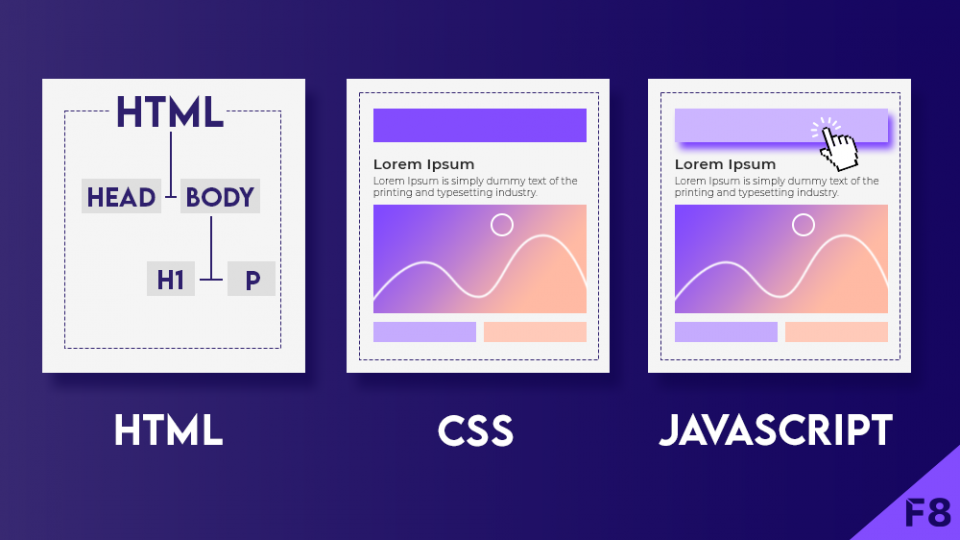 HTML
HEAD
BODY
H1
P
Lorem Ipsum
Lorem Ipsum is simply dummy text of the
printing and typesetting industry.
Lorem Ipsum
Lorem Ipsum is simply dummy text of the
printing and typesetting industry.
HTML
CSS
JAVASCRIPT
F8